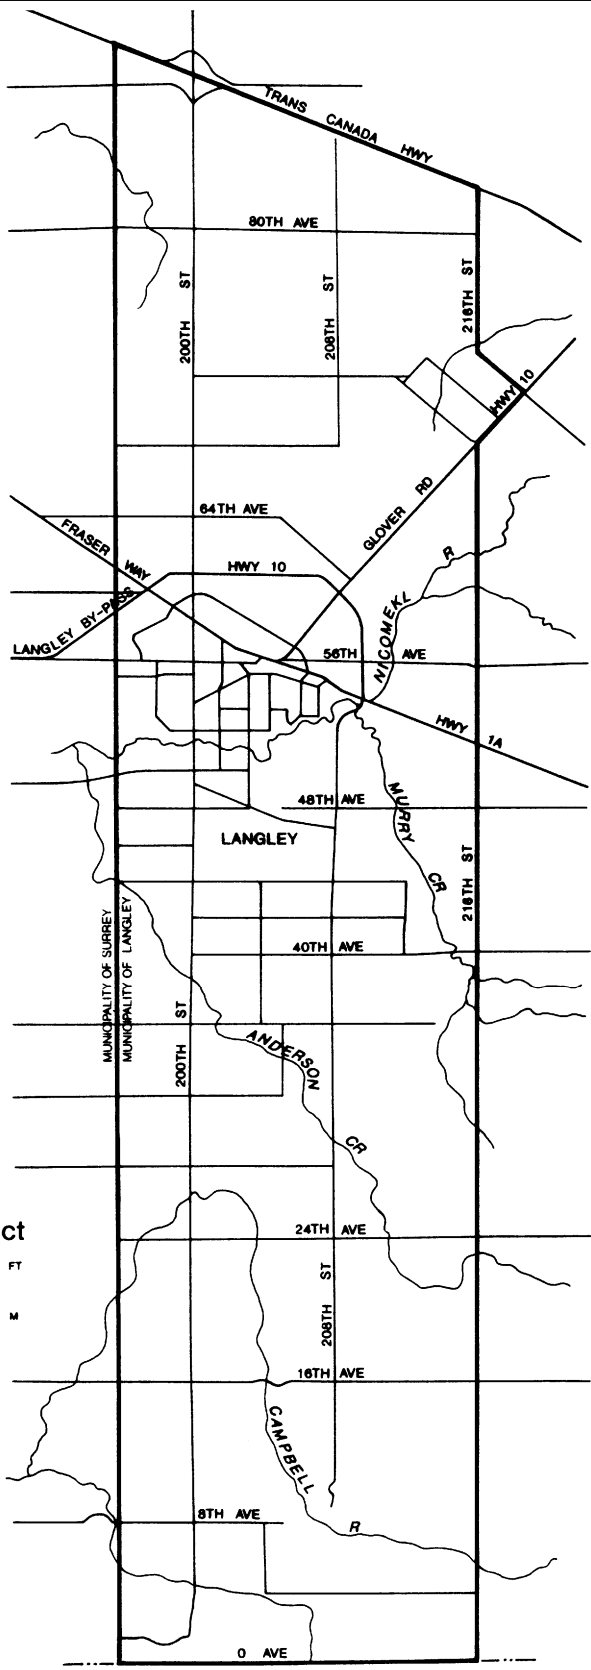 TRANS CANADA HWY
80TH AVE
200TH ST
208TH ST
216TH ST
HWY 10
64TH AVE
GLOVER RD
FRASER WAY
HWY 10
R
NICOMEKL
LANGLEY BY-PASS
56TH AVE
HWY 1A
48TH AVE
MURRY CR
LANGLEY
216TH ST
MUNICIPALITY OF SURREY
MUNICIPALITY OF LANGLEY
40TH AVE
200TH ST
ANDERSON CR
ct
24TH AVE
FT
208TH ST
M
16TH AVE
CAMPBELL R
8TH AVE
0 AVE